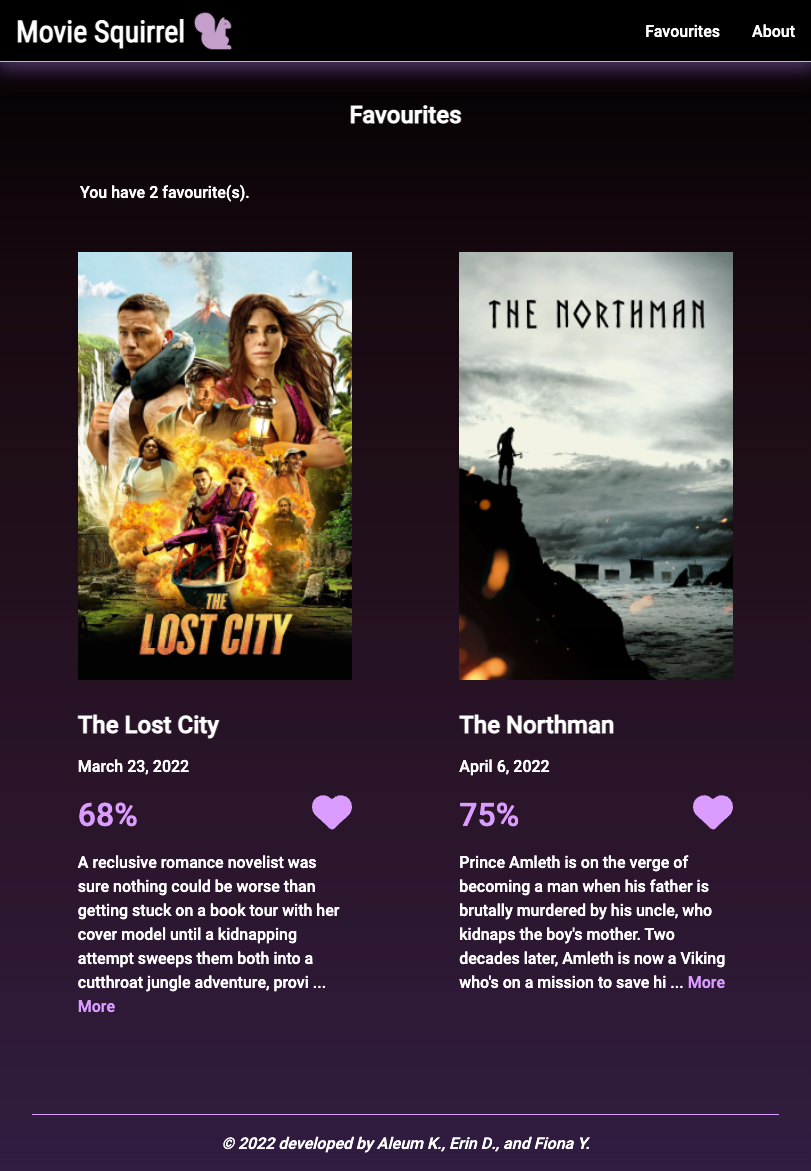 Movie Squirrel
Favourites
About
Favourites
You have 2 favourite(s).
THE
LOST CITY
THE NORTHMAN
The Lost City
March 23, 2022
68%
A reclusive romance novelist was
sure nothing could be worse than
getting stuck on a book tour with her
cover model until a kidnapping
attempt sweeps them both into a
cutthroat jungle adventure, provi ...
More
The Northman
April 6, 2022
75%
Prince Amleth is on the verge of
becoming a man when his father is
brutally murdered by his uncle, who
kidnaps the boy's mother. Two
decades later, Amleth is now a Viking
who's on a mission to save hi ... More
© 2022 developed by Aleum K., Erin D., and Fiona Y.